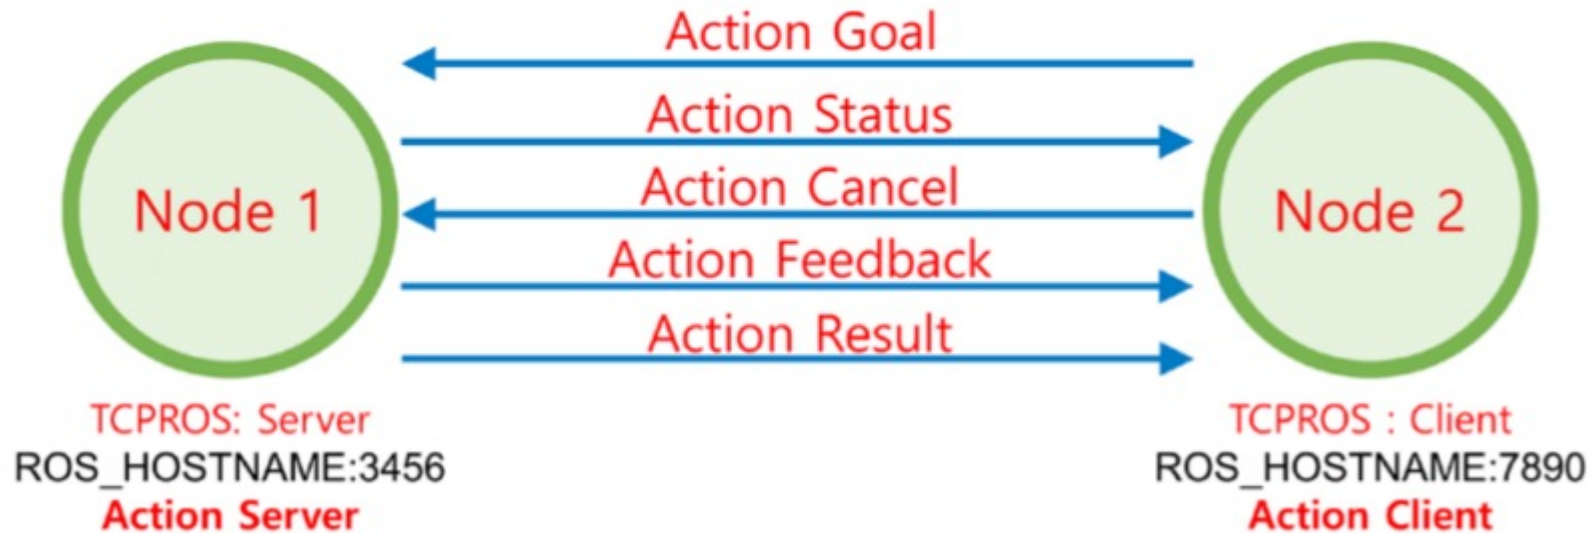 Action Goal
Action Status
Action Cancel
Action Feedback
Action Result
Node 1
Node 2
TCPROS: Server
ROS_HOSTNAME:3456
Action Server
TCPROS : Client
ROS_HOSTNAME:7890
Action Client